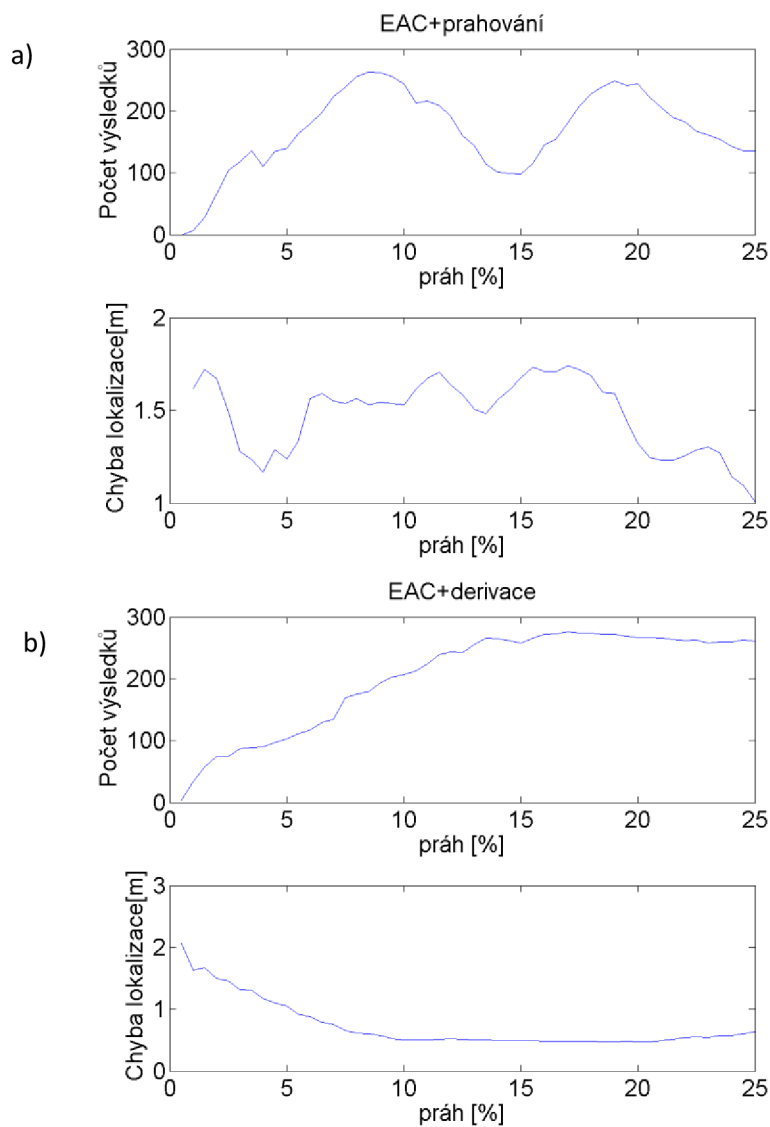 EAC+prahování
a)
300
200
100
0
Počet výsledků
0 5 10 15 20 25
práh [%]
2
1.5
1
Chyba lokalizace[m]
0 5 10 15 20 25
práh [%]
EAC+derivace
b)
300
200
100
0
Počet výsledků
0 5 10 15 20 25
práh [%]
3
2
1
0
Chyba lokalizace[m]
0 5 10 15 20 25
práh [%]